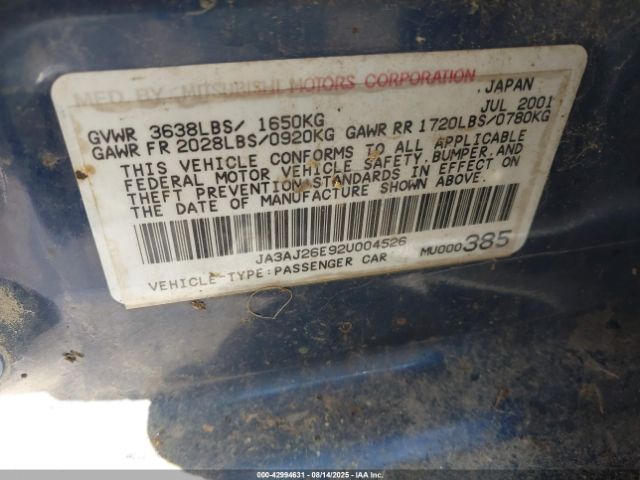 MFD. BY MITSUBISHI MOTORS CORPORATION JAPAN
JUL 2001
GVWR 3638LBS/ 1650KG
GAWR FR 2028LBS/0920KG GAWR RR 1720LBS/0780KG
THIS VEHICLE CONFORMS TO ALL APPLICABLE
FEDERAL MOTOR VEHICLE SAFETY,BUMPER,AND
THEFT PREVENTION STANDARDS IN EFFECT ON
THE DATE OF MANUFACTURE SHOWN ABOVE.
JA3AJ26E92U004526
VEHICLE-TYPE:PASSENGER CAR MU000385
000-42994631 - 08/14/2025 - IAAI.COM